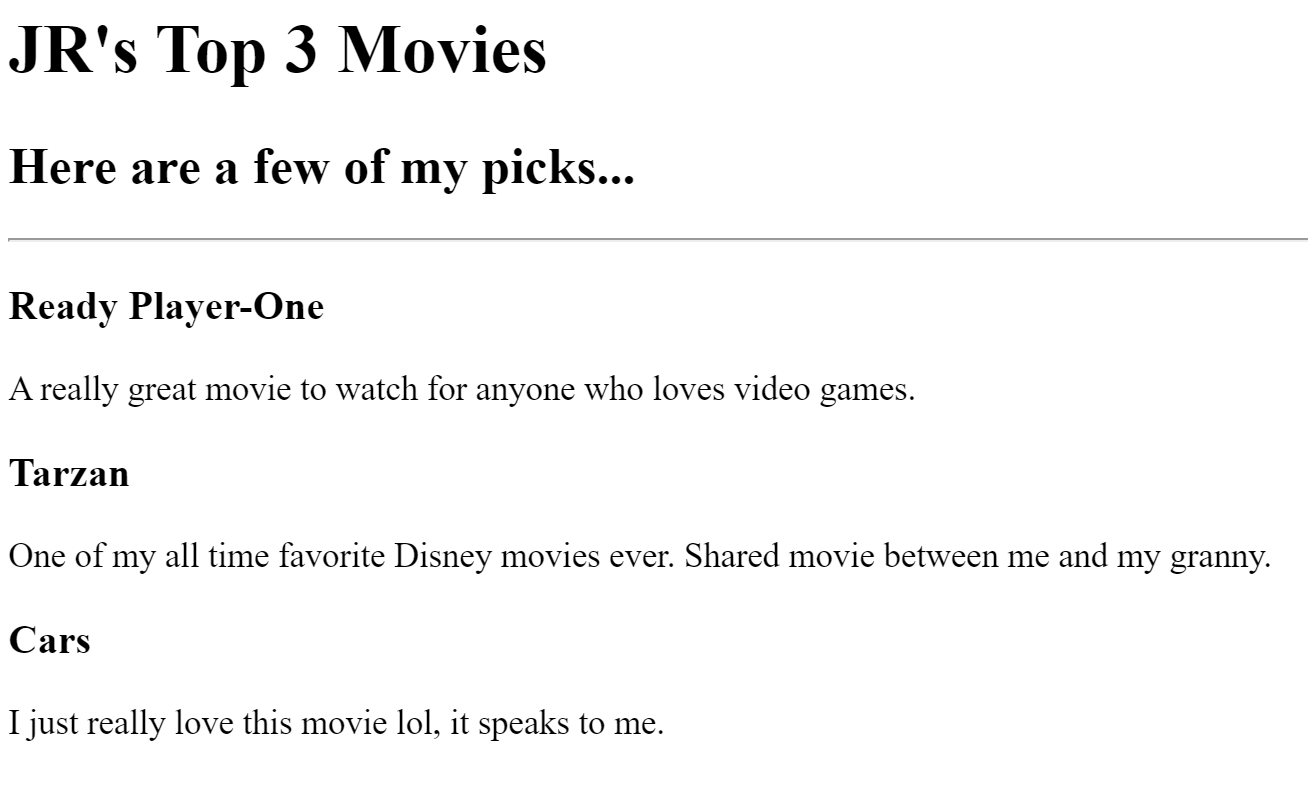 JR's Top 3 Movies
Here are a few of my picks...
Ready Player-One
A really great movie to watch for anyone who loves video games.
Tarzan
One of my all time favorite Disney movies ever. Shared movie between me and my granny.
Cars
I just really love this movie lol, it speaks to me.